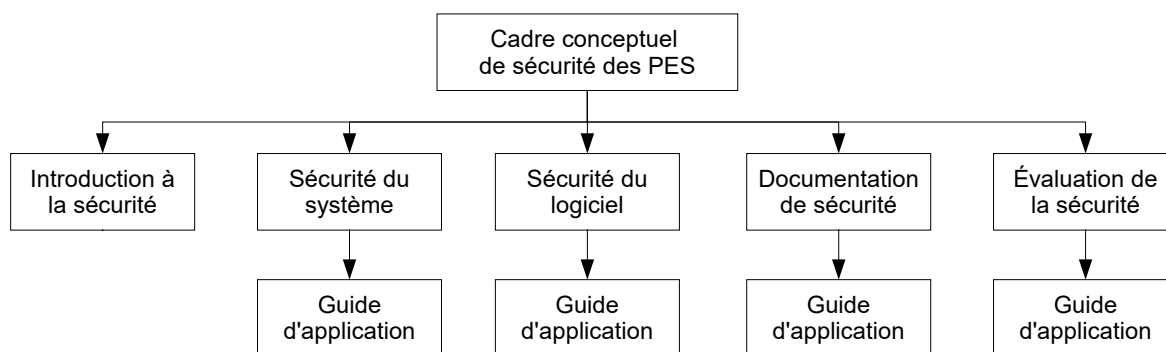 Cadre conceptuel
de sécurité des PES
Introduction à
la sécurité
Sécurité du
système
Sécurité du
logiciel
Documentation
de sécurité
Évaluation de
la sécurité
Guide
d'application
Guide
d'application
Guide
d'application
Guide
d'application